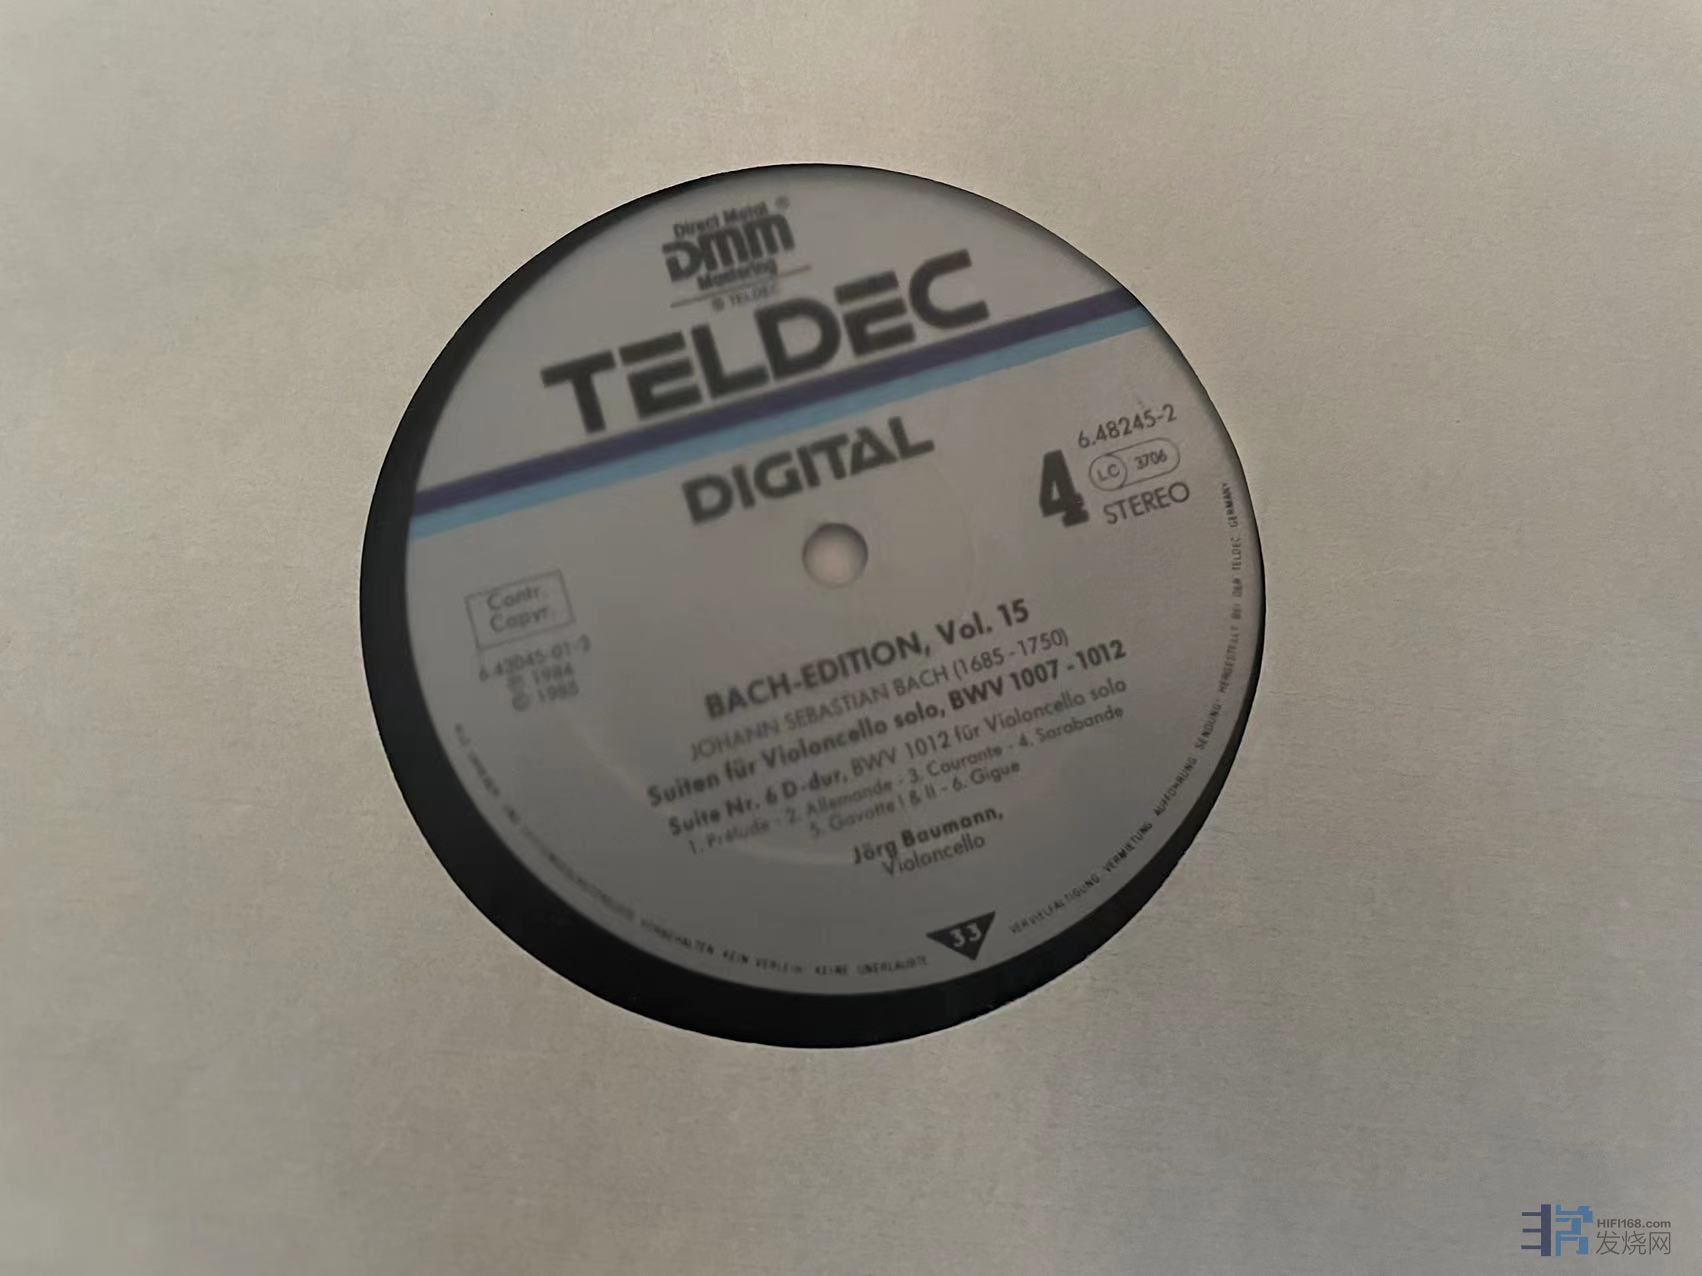 Direct Metal ®
DMM
Mastering
® TELDEC
TELDEC
DIGITAL
6.48245-2
4
LC 3706
STEREO
Contr.
Copyr.
℗ 1984
© 1985
BACH-EDITION, Vol. 15
JOHANN SEBASTIAN BACH (1685 - 1750)
Suiten für Violoncello solo, BWV 1007 - 1012
Suite Nr. 6 D-dur, BWV 1012 für Violoncello solo
1. Prélude - 2. Allemande - 3. Courante - 4. Sarabande
5. Gavotte I & II - 6. Gigue
Jörg Baumann,
Violoncello
33
VORBEHALTEN KEIN VERLEIH KEINE UNERLAUBTE VERVIELFÄLTIGUNG VERMIETUNG AUFFÜHRUNG SENDUNG HERGESTELLT BEI DER TELDEC GERMANY
HIFI168.com
发烧网